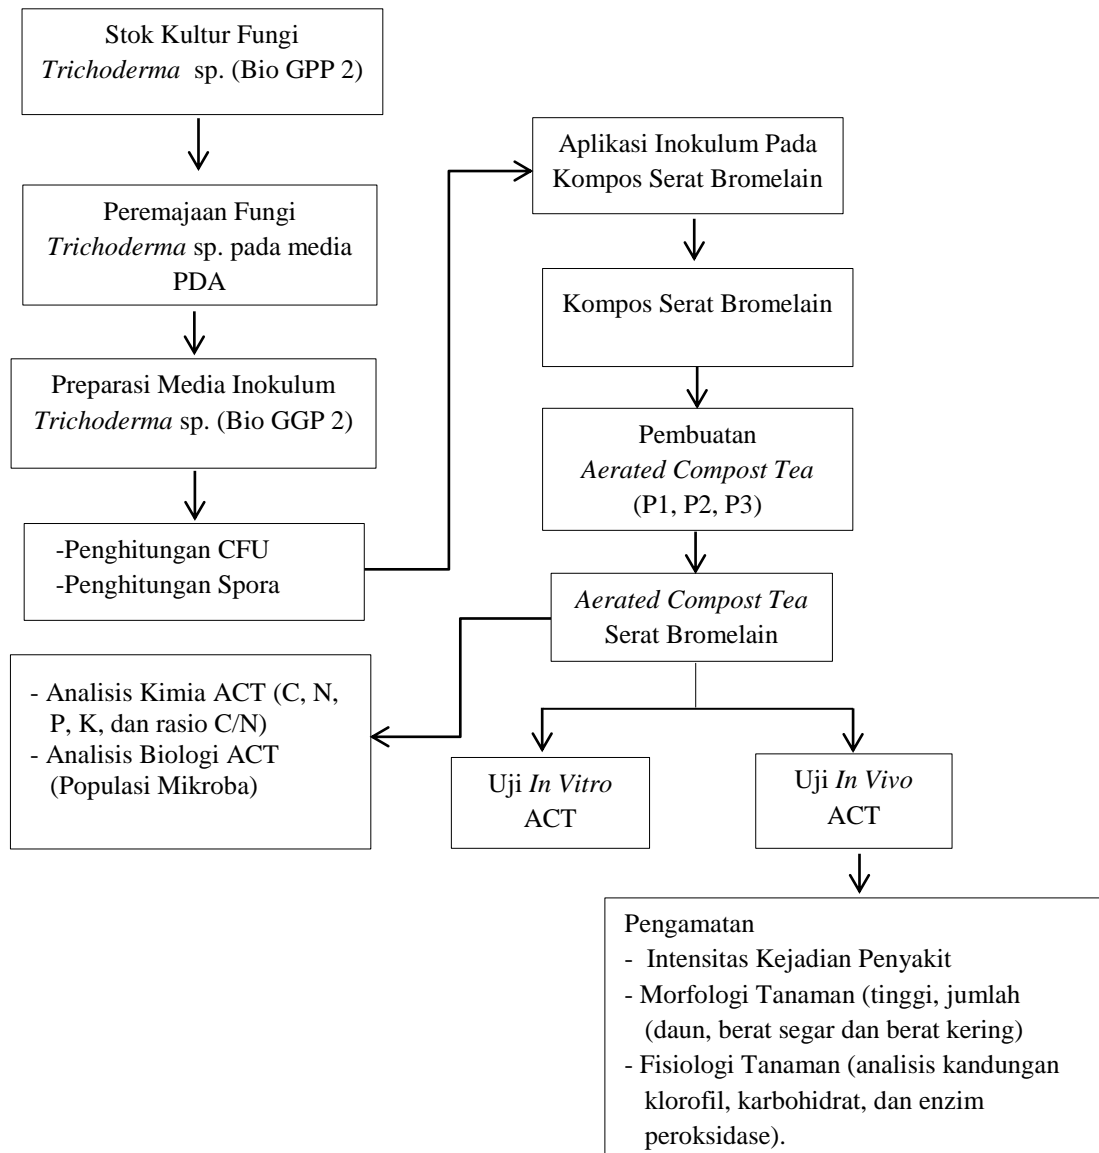 Stok Kultur Fungi
Trichoderma sp. (Bio GPP 2)
Peremajaan Fungi
Trichoderma sp. pada media
PDA
Preparasi Media Inokulum
Trichoderma sp. (Bio GGP 2)
-Penghitungan CFU
-Penghitungan Spora
Aplikasi Inokulum Pada
Kompos Serat Bromelain
Kompos Serat Bromelain
Pembuatan
Aerated Compost Tea
(P1, P2, P3)
Aerated Compost Tea
Serat Bromelain
- Analisis Kimia ACT (C, N,
P, K, dan rasio C/N)
- Analisis Biologi ACT
(Populasi Mikroba)
Uji In Vitro
ACT
Uji In Vivo
ACT
Pengamatan
- Intensitas Kejadian Penyakit
- Morfologi Tanaman (tinggi, jumlah
(daun, berat segar dan berat kering)
- Fisiologi Tanaman (analisis kandungan
klorofil, karbohidrat, dan enzim
peroksidase).